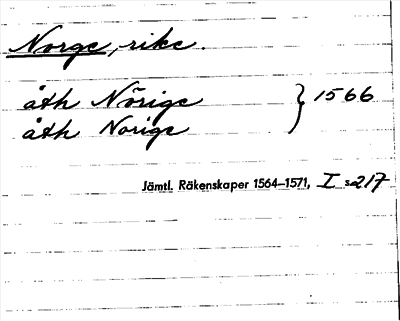 Norge, rike.
åth Nörige } 1566
åth Norige
Jämtl. Räkenskaper 1564–1571, I s. 217